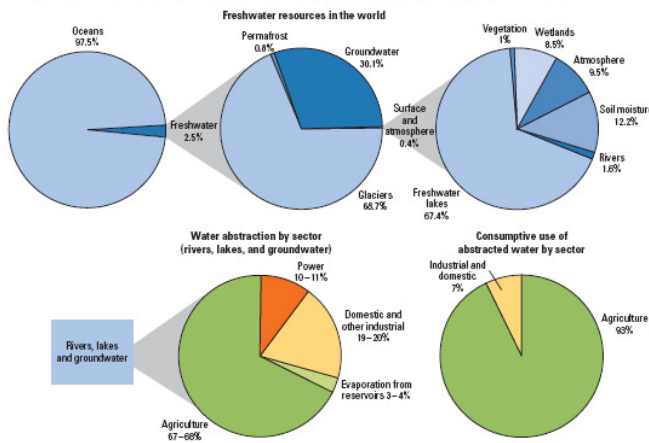 Freshwater resources in the world
Oceans
97.5%
Freshwater
2.5%
Permafrost
0.8%
Groundwater
30.1%
Surface
and
atmosphere
0.4%
Glaciers
68.7%
Vegetation
1%
Wetlands
8.5%
Atmosphere
9.5%
Soil moisture
12.2%
Rivers
1.6%
Freshwater
lakes
67.4%
Water abstraction by sector
(rivers, lakes, and groundwater)
Rivers, lakes
and groundwater
Power
10–11%
Domestic and
other industrial
19–20%
Evaporation from
reservoirs 3–4%
Agriculture
67–68%
Consumptive use of
abstracted water by sector
Industrial and
domestic
7%
Agriculture
93%